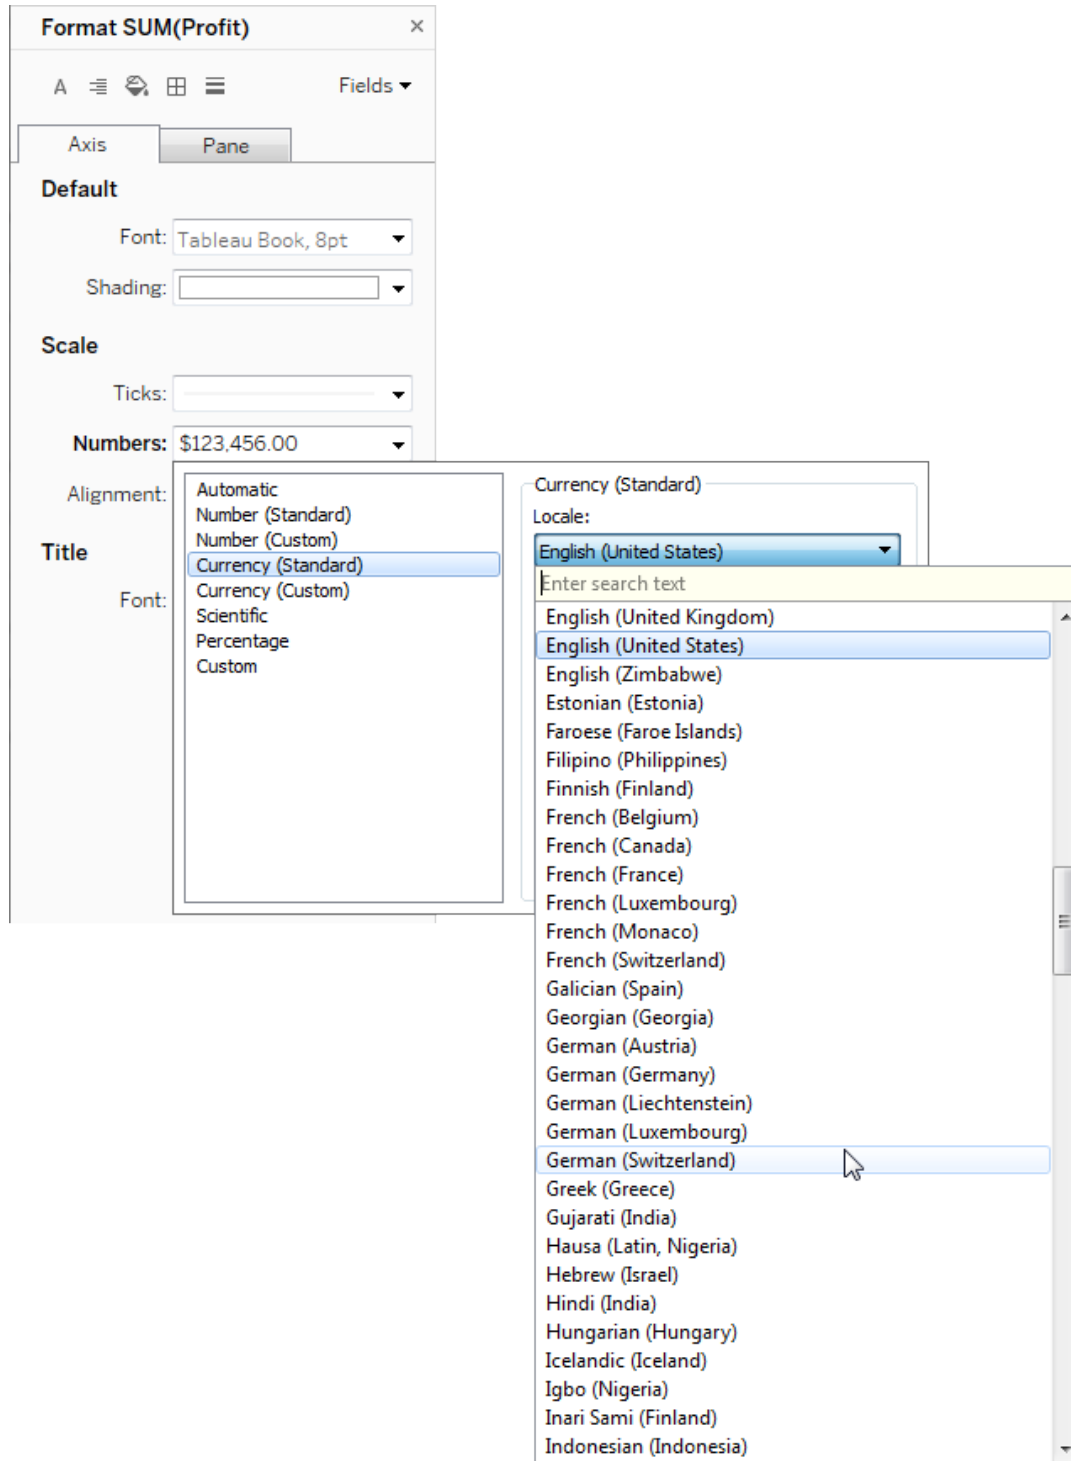 Format SUM(Profit)
A
Fields
Axis
Pane
Default
Font: Tableau Book, 8pt
Shading:
Scale
Ticks:
Numbers: $123,456.00
Alignment:
Title
Font:
Automatic
Number (Standard)
Number (Custom)
Currency (Standard)
Currency (Custom)
Scientific
Percentage
Custom
Currency (Standard)
Locale:
English (United States)
Enter search text
English (United Kingdom)
English (United States)
English (Zimbabwe)
Estonian (Estonia)
Faroese (Faroe Islands)
Filipino (Philippines)
Finnish (Finland)
French (Belgium)
French (Canada)
French (France)
French (Luxembourg)
French (Monaco)
French (Switzerland)
Galician (Spain)
Georgian (Georgia)
German (Austria)
German (Germany)
German (Liechtenstein)
German (Luxembourg)
German (Switzerland)
Greek (Greece)
Gujarati (India)
Hausa (Latin, Nigeria)
Hebrew (Israel)
Hindi (India)
Hungarian (Hungary)
Icelandic (Iceland)
Igbo (Nigeria)
Inari Sami (Finland)
Indonesian (Indonesia)